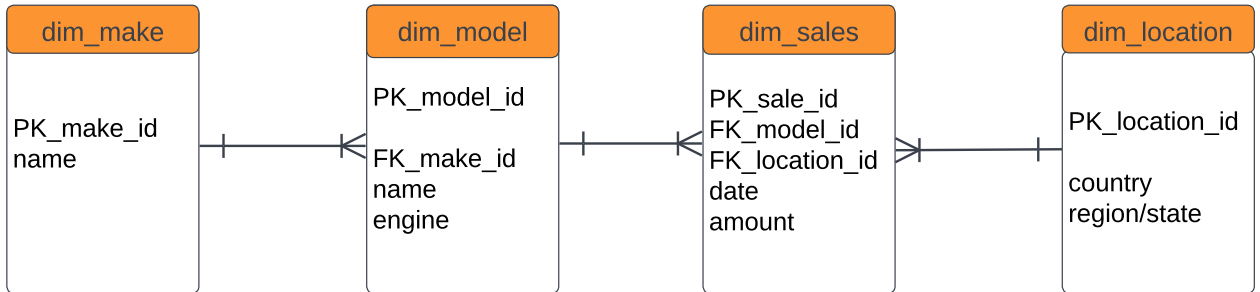 dim_make
PK_make_id
name
dim_model
PK_model_id
FK_make_id
name
engine
dim_sales
PK_sale_id
FK_model_id
FK_location_id
date
amount
dim_location
PK_location_id
country
region/state